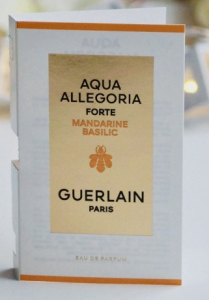 AQUA
ALLEGORIA
FORTE
MANDARINE
BASILIC
GUERLAIN
PARIS
EAU DE PARFUM